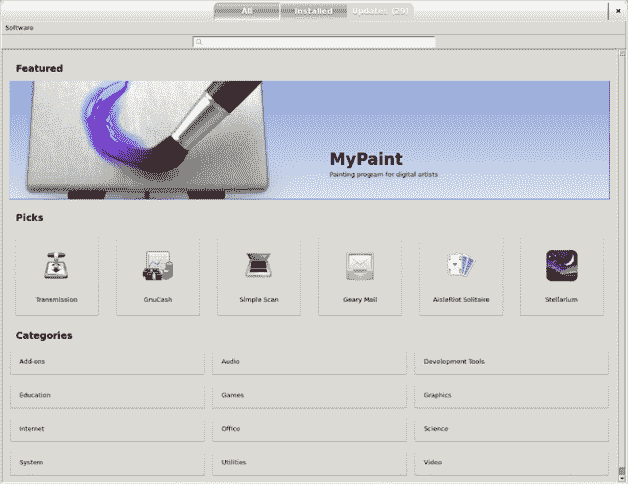 All Installed Updates (29)
Software
Featured
MyPaint
Painting program for digital artists
Picks
Transmission GnuCash Simple Scan Geary Mail AisleRiot Solitaire Stellarium
Categories
Add-ons Audio Development Tools
Education Games Graphics
Internet Office Science
System Utilities Video